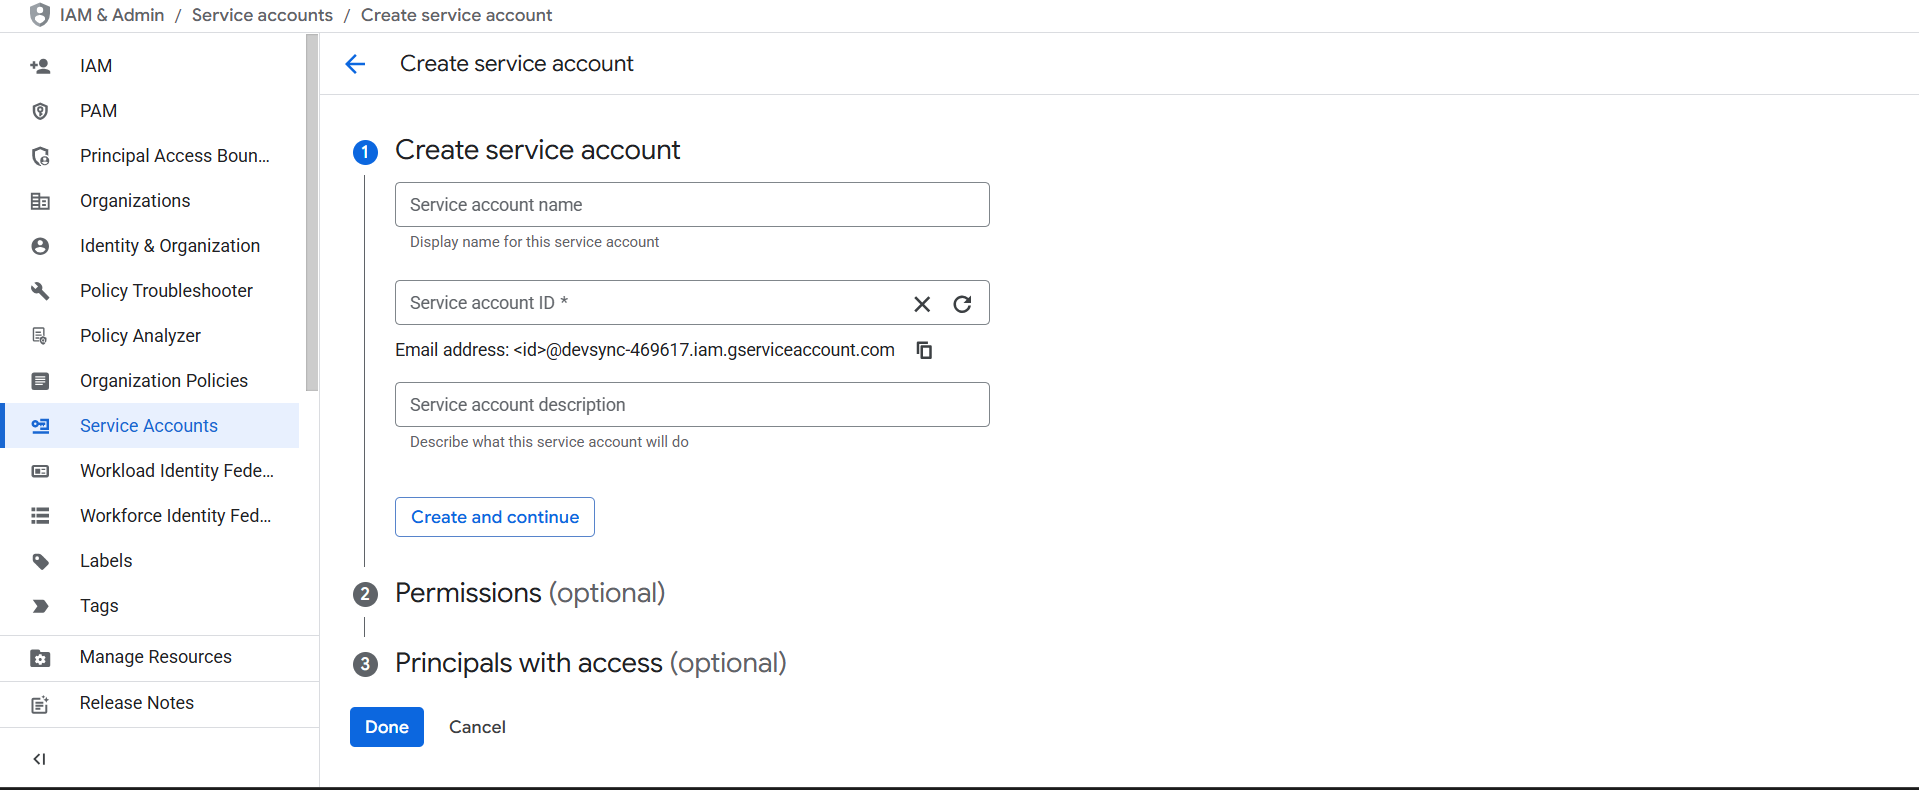 IAM & Admin / Service accounts / Create service account
IAM
PAM
Principal Access Boun...
Organizations
Identity & Organization
Policy Troubleshooter
Policy Analyzer
Organization Policies
Service Accounts
Workload Identity Fede...
Workforce Identity Fed...
Labels
Tags
Manage Resources
Release Notes
Create service account
1 Create service account
Service account name
Display name for this service account
Service account ID *
Email address: <id>@devsync-469617.iam.gserviceaccount.com
Service account description
Describe what this service account will do
Create and continue
2 Permissions (optional)
3 Principals with access (optional)
Done Cancel